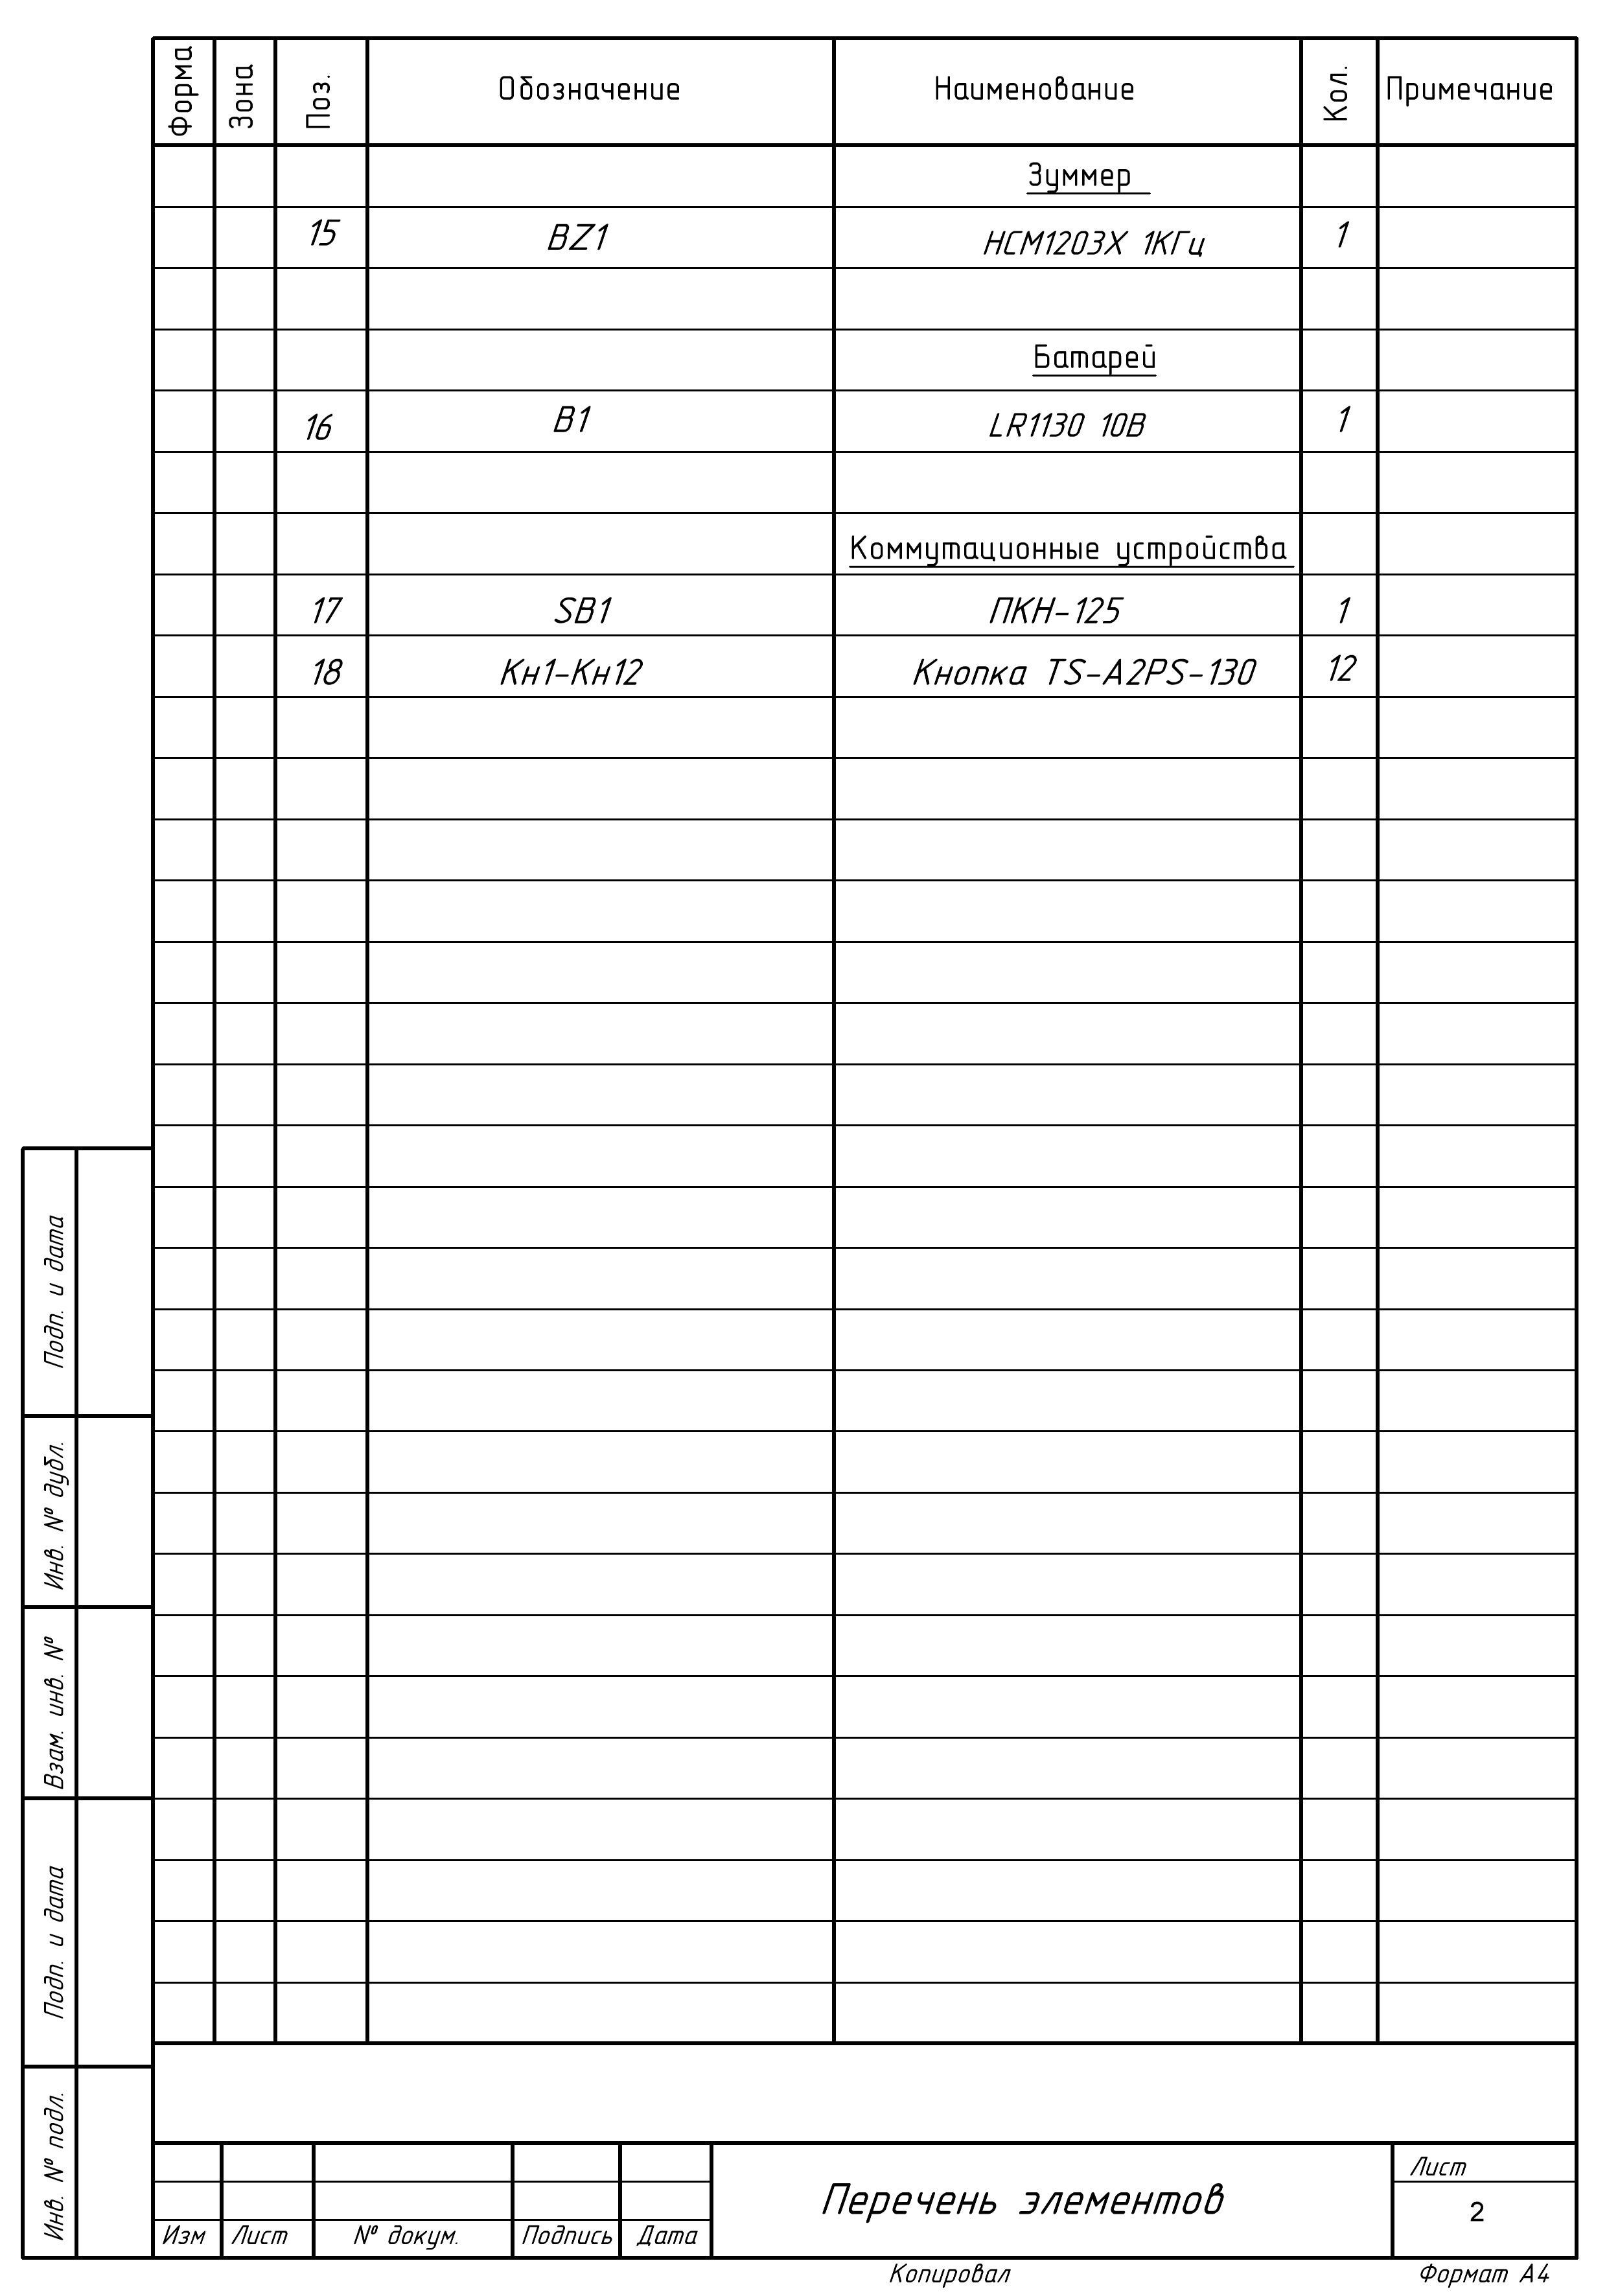 Форма Зона Поз. Обозначение Наименование Кол. Примечание
Зуммер
15 BZ1 HCM1203X 1КГц 1
Батарей
16 B1 LR1130 10В 1
Коммутационные устройства
17 SB1 ПКН-125 1
18 Кн1-Кн12 Кнопка TS-A2PS-130 12
Подп. и дата
Инв. № дубл.
Взам. инв. №
Подп. и дата
Инв. № подл.
Изм Лист № докум. Подпись Дата
Перечень элементов
Лист
2
Копировал Формат А4